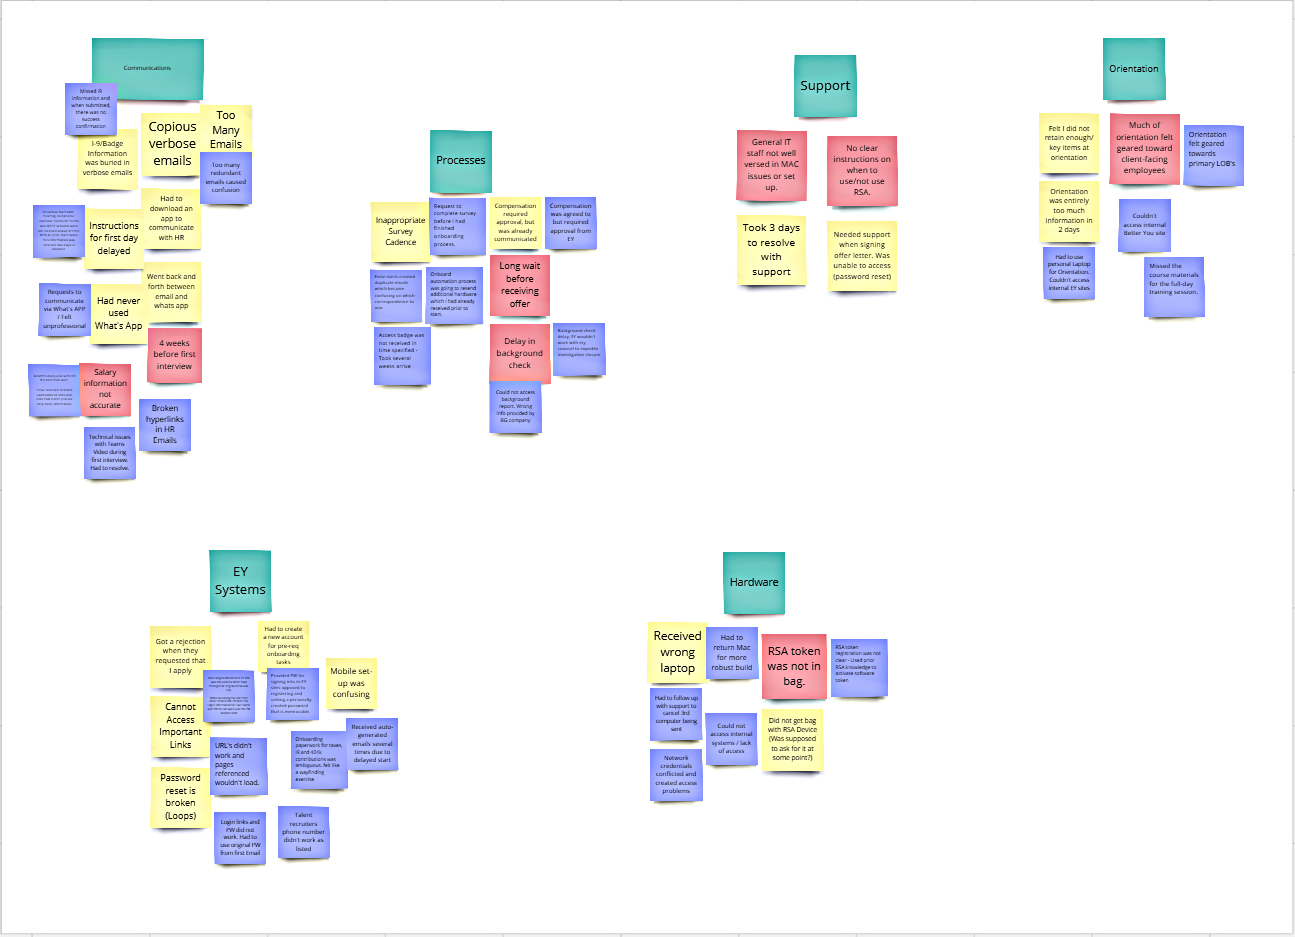 Communications
Missed I9
information and
when submitted,
there was no
success
confirmation
I-9/Badge
Information
was buried in
verbose emails
Copious
verbose
emails
Too
Many
Emails
Too many
redundant
emails caused
confusion
Instructions
for first day
delayed
Had to
download an
app to
communicate
with HR
Requests to
communicate
via What's APP
/ Felt
unprofessional
Had never
used
What's App
Went back and
forth between
email and
whats app
4 weeks
before first
interview
Salary
information
not
accurate
Broken
hyperlinks
in HR
Emails
Technical issues
with Teams
Video during
first interview.
Had to resolve.
Processes
Inappropriate
Survey
Cadence
Request to
complete survey
before I had
finished
onboarding
process.
Compensation
required
approval, but
was already
communicated
Compensation
was agreed to
but required
approval from
EY
False starts created
duplicate emails
which became
confusing on which
correspondence to
use.
Onboard
automation process
was going to resend
additional hardware
which I had already
received prior to
start.
Long wait
before
receiving
offer
Access badge was
not received in
time specified -
Took several
weeks arrive
Delay in
background
check
Background check
delay, EY wouldn't
work with my
council to expedite
investigation closure
Could not access
background
report. Wrong
info provided by
BG company
Support
General IT
staff not well
versed in MAC
issues or set
up.
No clear
instructions on
when to
use/not use
RSA.
Took 3 days
to resolve
with
support
Needed support
when signing
offer letter. Was
unable to access
(password reset)
Orientation
Felt I did not
retain enough/
key items at
orientation
Much of
orientation felt
geared toward
client-facing
employees
Orientation
felt geared
towards
primary LOB's
Orientation
was entirely
too much
information in
2 days
Couldn't
access internal
Better You site
Had to use
personal Laptop
for Orientation.
Couldn't access
internal EY sites
Missed the
course materials
for the full-day
training session.
EY
Systems
Got a rejection
when they
requested that
I apply
Had to create
a new account
for pre-req
onboarding
tasks
Provided PW for
signing into to EY
sites opposed to
registering and
setting a personally
created password
that is memorable
Mobile set-
up was
confusing
Cannot
Access
Important
Links
URL's didn't
work and
pages
referenced
wouldn't load.
Onboarding
paperwork for taxes,
i9 and 401k
contributions was
ambiguous. felt like
a wayfinding
exercise
Received auto-
generated
emails several
times due to
delayed start
Password
reset is
broken
(Loops)
Login links and
PW did not
work. Had to
use original PW
from first Email
Talent
recruiters
phone number
didn't work as
listed
Hardware
Received
wrong
laptop
Had to
return Mac
for more
robust build
RSA token
was not in
bag.
RSA token
registration was not
clear - Used prior
RSA knowledge to
activate software
token
Had to follow up
with support to
cancel 3rd
computer being
sent
Could not
access internal
systems / lack
of access
Did not get bag
with RSA Device
(Was supposed
to ask for it at
some point?)
Network
credentials
conflicted and
created access
problems